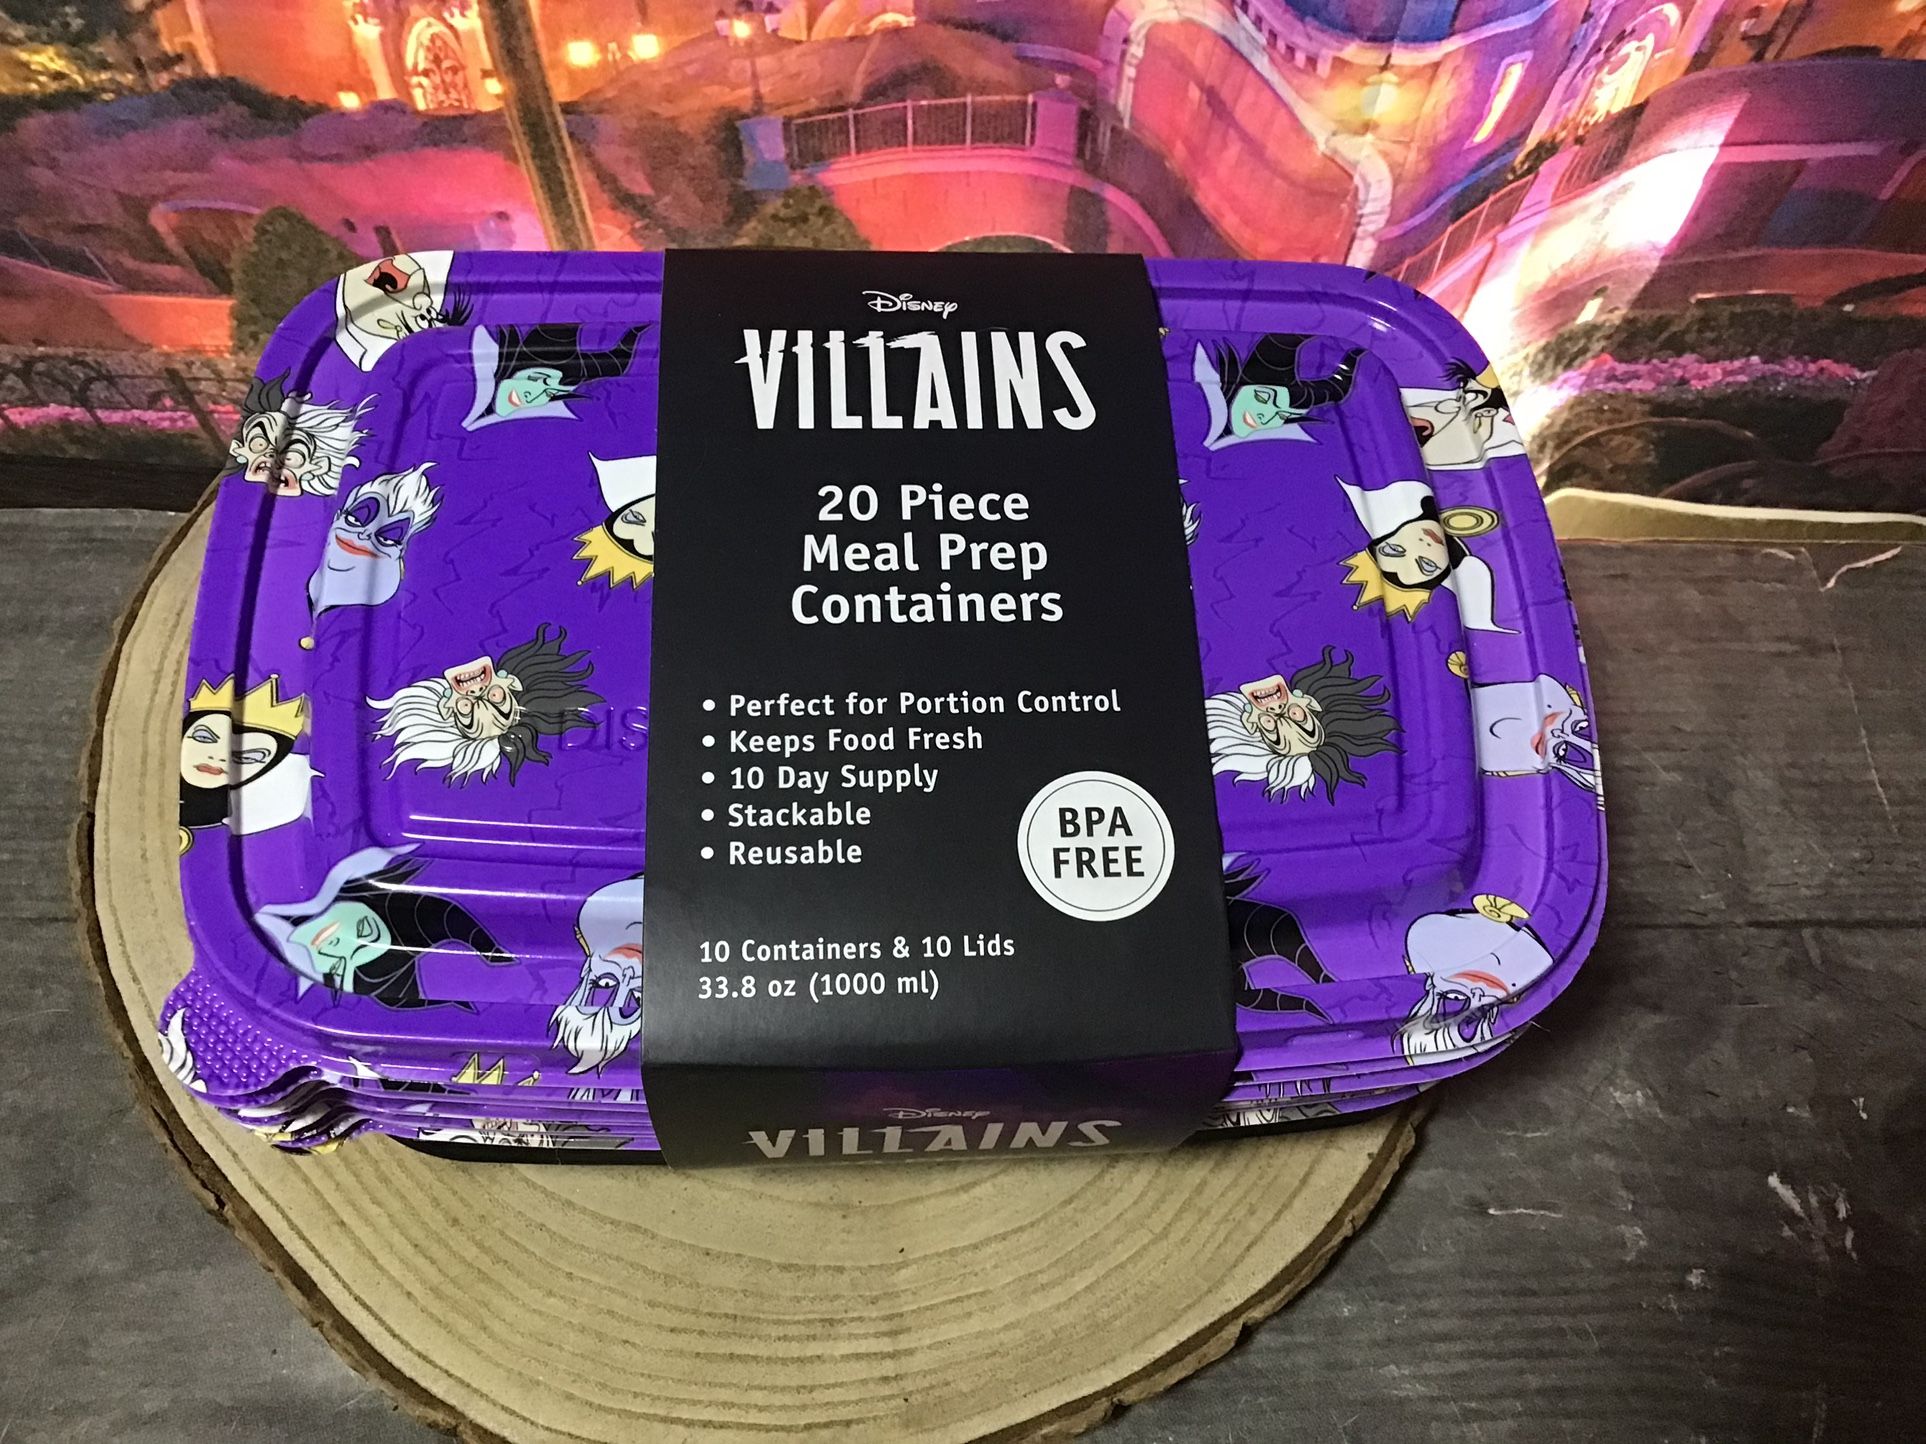 Disney
VILLAINS
20 Piece
Meal Prep
Containers
• Perfect for Portion Control
• Keeps Food Fresh
• 10 Day Supply
• Stackable
• Reusable
BPA
FREE
10 Containers & 10 Lids
33.8 oz (1000 ml)
DIS
Disney
VILLAINS